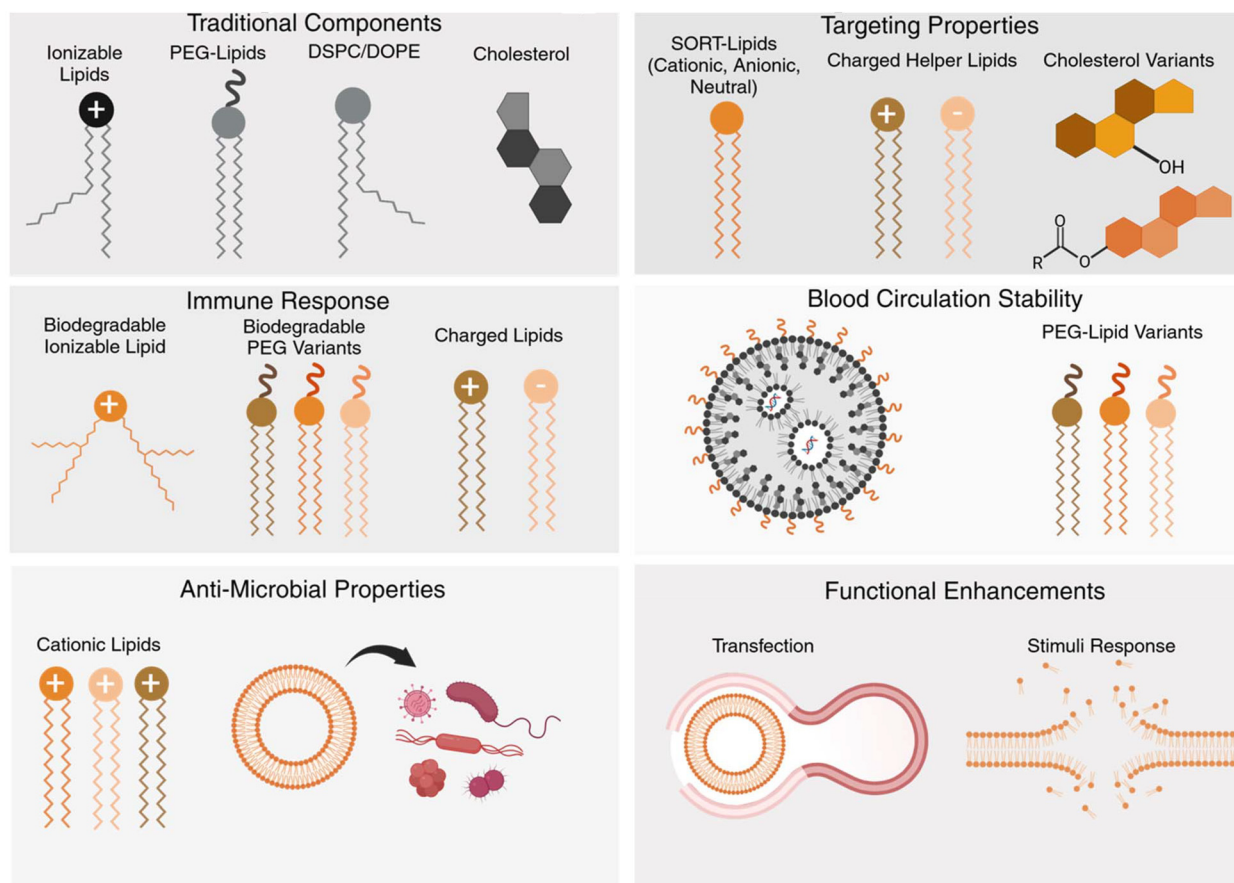 Traditional Components
Ionizable
Lipids
+
PEG-Lipids
DSPC/DOPE
Cholesterol
Targeting Properties
SORT-Lipids
(Cationic, Anionic,
Neutral)
Charged Helper Lipids
+
-
Cholesterol Variants
OH
O
R
O
Immune Response
Biodegradable
Ionizable Lipid
+
Biodegradable
PEG Variants
Charged Lipids
+
-
Blood Circulation Stability
PEG-Lipid Variants
Anti-Microbial Properties
Cationic Lipids
+
+
+
Functional Enhancements
Transfection
Stimuli Response